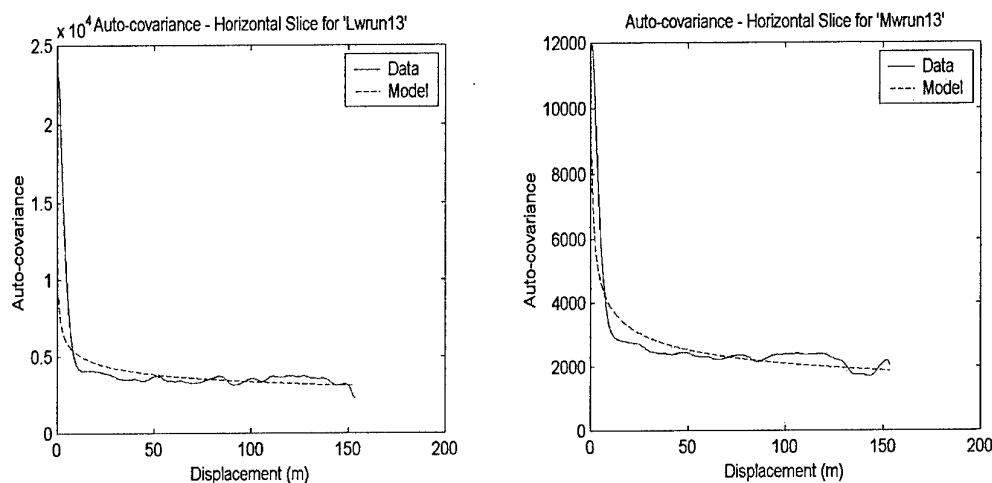 × 10⁴ Auto-covariance - Horizontal Slice for 'Lwrun13'
2.5
2
1.5
1
0.5
0
Auto-covariance
Data
Model
0 50 100 150 200
Displacement (m)
Auto-covariance - Horizontal Slice for 'Mwrun13'
12000
10000
8000
6000
4000
2000
0
Auto-covariance
Data
Model
0 50 100 150 200
Displacement (m)